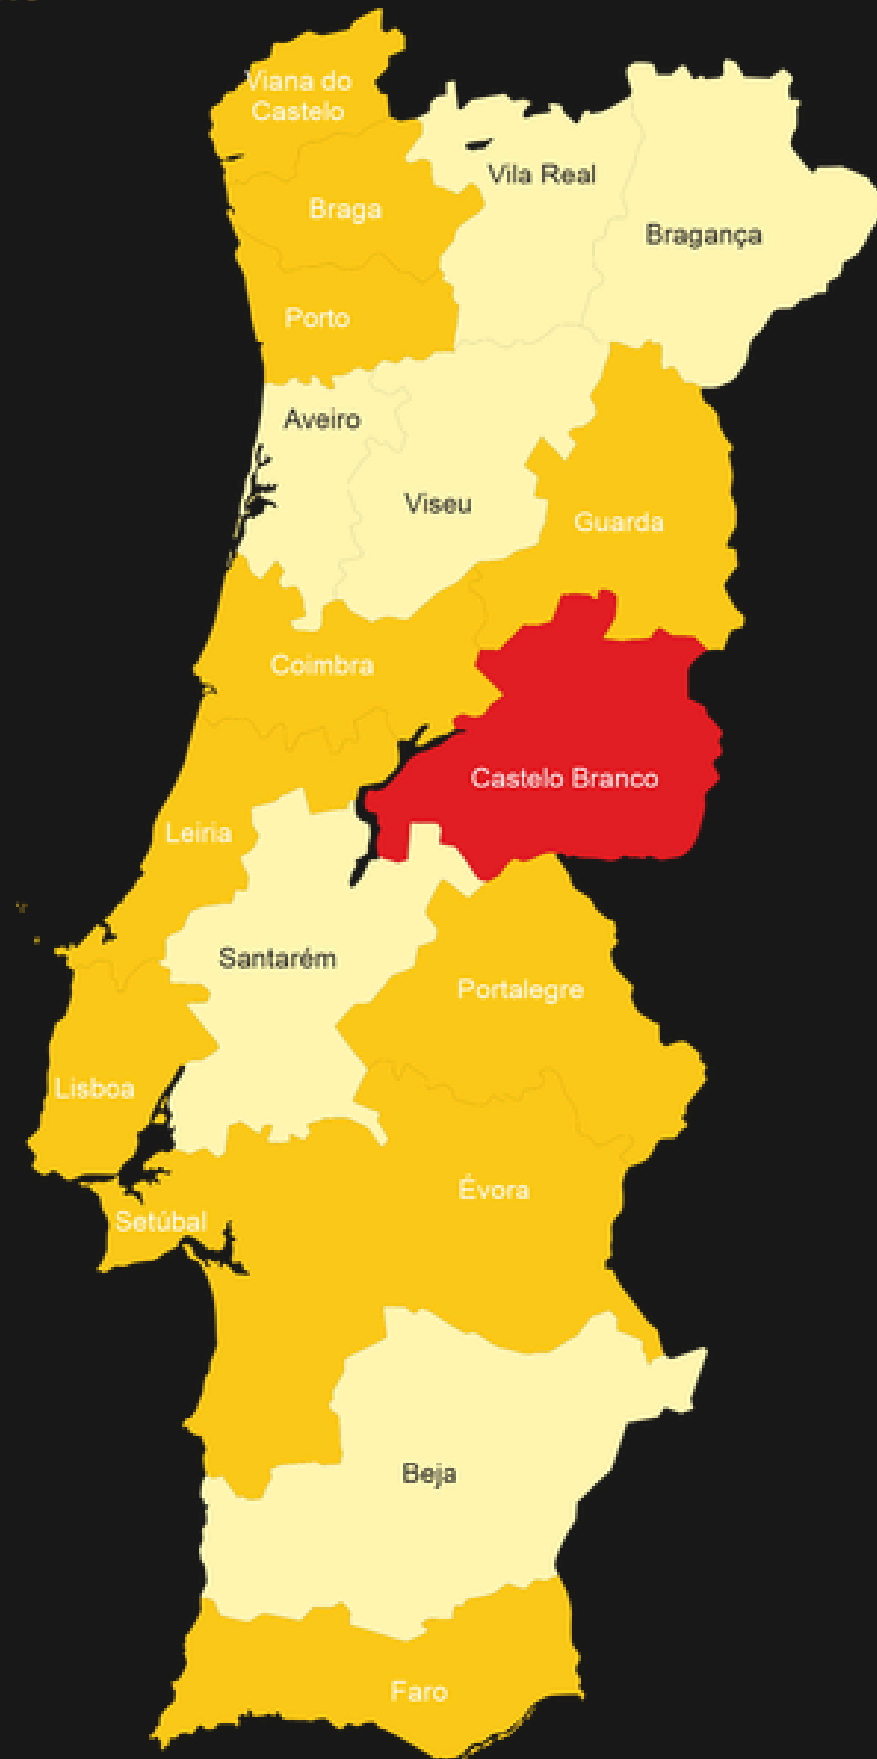 Viana do
Castelo
Vila Real
Braga
Bragança
Porto
Aveiro
Viseu
Guarda
Coimbra
Castelo Branco
Leiria
Santarém
Portalegre
Lisboa
Évora
Setúbal
Beja
Faro